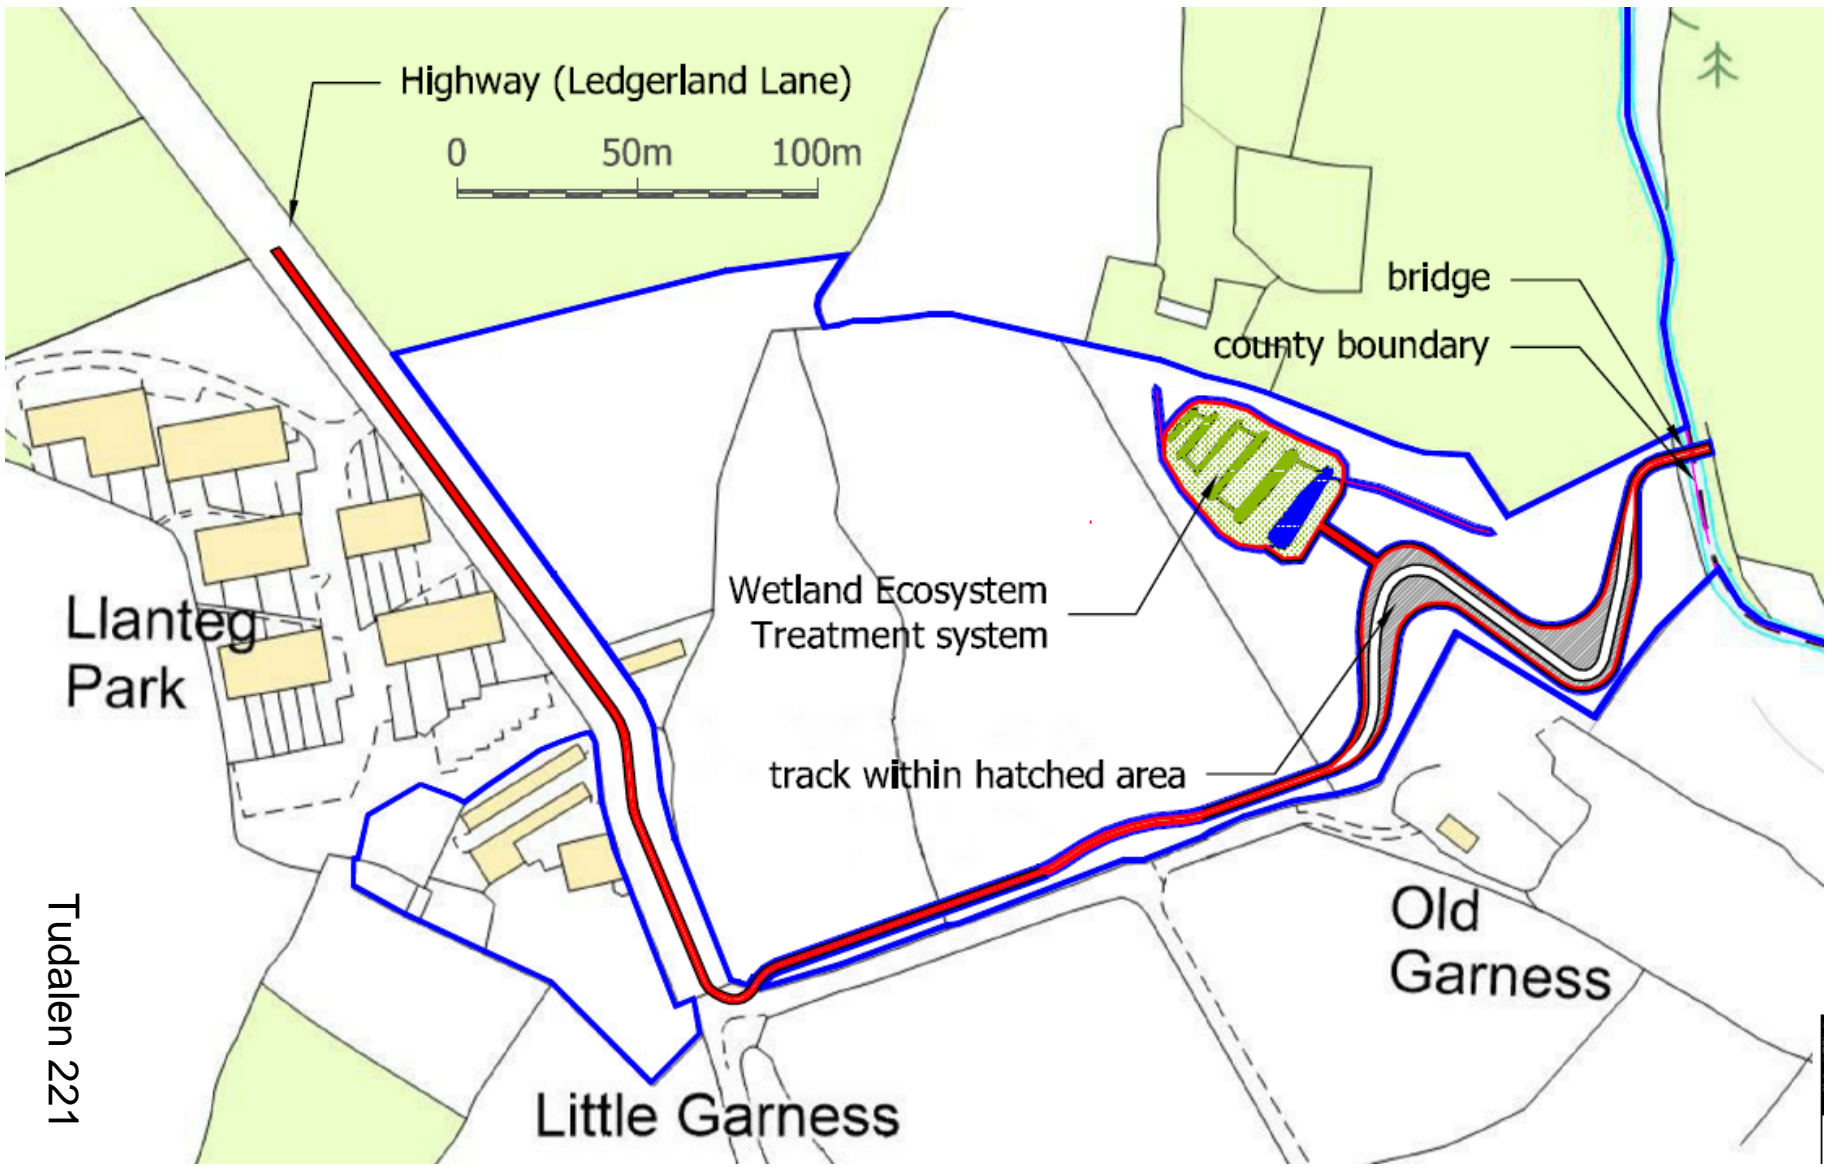 Highway (Ledgerland Lane)
0 50m 100m
bridge
county boundary
Wetland Ecosystem
Treatment system
Llanteg
Park
track within hatched area
Old
Garness
Little Garness
Tudalen 221